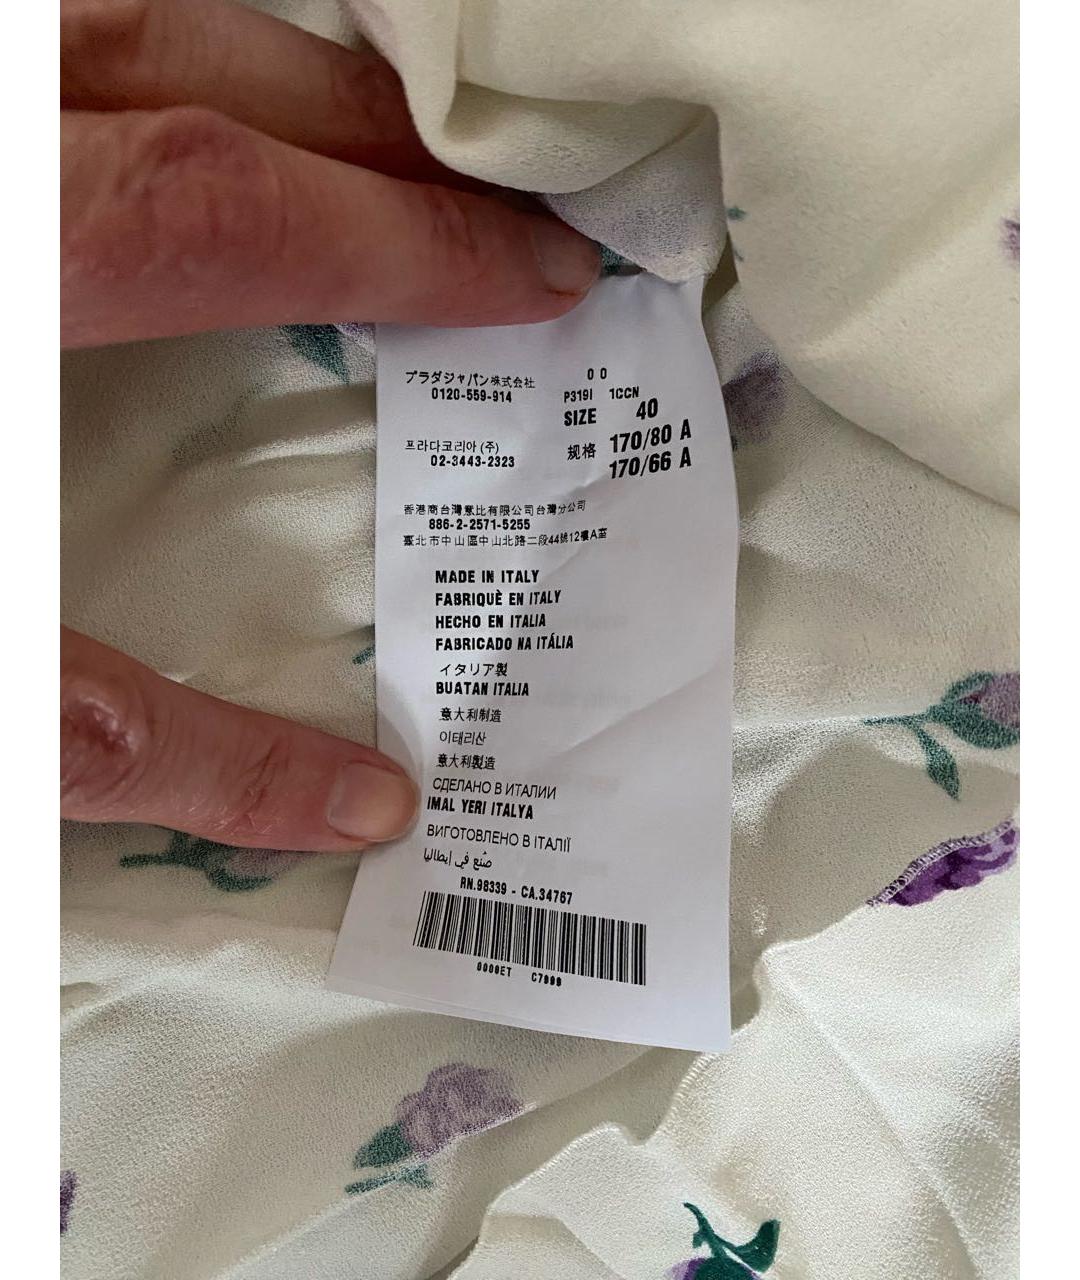 プラダジャパン株式会社
0120-559-914
0 0
P319I 1CCN
SIZE 40
规格 170/80 A
170/66 A
프라다코리아 (주)
02-3443-2323
香港商台灣意比有限公司台灣分公司
886-2-2571-5255
臺北市中山區中山北路二段44號12樓A室
MADE IN ITALY
FABRIQUÈ EN ITALY
HECHO EN ITALIA
FABRICADO NA ITÁLIA
イタリア製
BUATAN ITALIA
意大利制造
이태리산
意大利製造
СДЕЛАНО В ИТАЛИИ
IMAL YERI ITALYA
ВИГОТОВЛЕНО В ІТАЛІЇ
صُنع في إيطاليا
RN.98339 - CA.34767
C7999